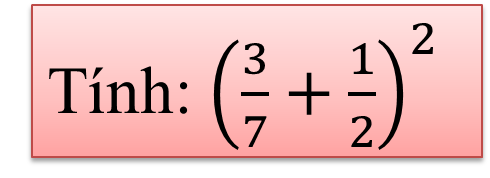 Tính: (3/7 + 1/2)²